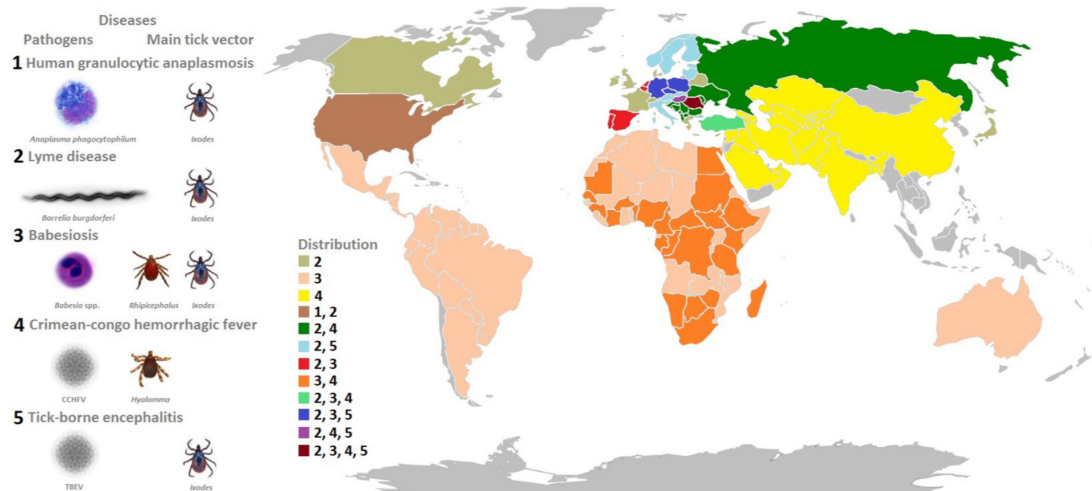 Diseases
Pathogens Main tick vector
1 Human granulocytic anaplasmosis
Anaplasma phagocytophilum Ixodes
2 Lyme disease
Borrelia burgdorferi Ixodes
3 Babesiosis
Babesia spp. Rhipicephalus Ixodes
4 Crimean-congo hemorrhagic fever
CCHFV Hyalomma
5 Tick-borne encephalitis
TBEV Ixodes
Distribution
2
3
4
1, 2
2, 4
2, 5
2, 3
3, 4
2, 3, 4
2, 3, 5
2, 4, 5
2, 3, 4, 5